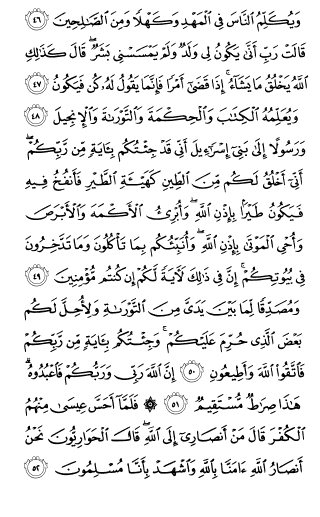 وَيُكَلِّمُ ٱلنَّاسَ فِى ٱلْمَهْدِ وَكَهْلًا وَمِنَ ٱلصَّـٰلِحِينَ ٤٦
قَالَتْ رَبِّ أَنَّىٰ يَكُونُ لِى وَلَدٌ وَلَمْ يَمْسَسْنِى بَشَرٌ ۖ قَالَ كَذَٰلِكِ
ٱللَّهُ يَخْلُقُ مَا يَشَآءُ ۚ إِذَا قَضَىٰٓ أَمْرًا فَإِنَّمَا يَقُولُ لَهُۥ كُن فَيَكُونُ ٤٧
وَيُعَلِّمُهُ ٱلْكِتَـٰبَ وَٱلْحِكْمَةَ وَٱلتَّوْرَىٰةَ وَٱلْإِنجِيلَ ٤٨
وَرَسُولًا إِلَىٰ بَنِىٓ إِسْرَٰٓءِيلَ أَنِّى قَدْ جِئْتُكُم بِـَٔايَةٍ مِّن رَّبِّكُمْ ۖ
أَنِّىٓ أَخْلُقُ لَكُم مِّنَ ٱلطِّينِ كَهَيْـَٔةِ ٱلطَّيْرِ فَأَنفُخُ فِيهِ
فَيَكُونُ طَيْرًۢا بِإِذْنِ ٱللَّهِ ۖ وَأُبْرِئُ ٱلْأَكْمَهَ وَٱلْأَبْرَصَ
وَأُحْىِ ٱلْمَوْتَىٰ بِإِذْنِ ٱللَّهِ ۖ وَأُنَبِّئُكُم بِمَا تَأْكُلُونَ وَمَا تَدَّخِرُونَ
فِى بُيُوتِكُمْ ۚ إِنَّ فِى ذَٰلِكَ لَـَٔايَةً لَّكُمْ إِن كُنتُم مُّؤْمِنِينَ ٤٩
وَمُصَدِّقًا لِّمَا بَيْنَ يَدَىَّ مِنَ ٱلتَّوْرَىٰةِ وَلِأُحِلَّ لَكُم
بَعْضَ ٱلَّذِى حُرِّمَ عَلَيْكُمْ ۚ وَجِئْتُكُم بِـَٔايَةٍ مِّن رَّبِّكُمْ
فَٱتَّقُوا۟ ٱللَّهَ وَأَطِيعُونِ ٥٠ إِنَّ ٱللَّهَ رَبِّى وَرَبُّكُمْ فَٱعْبُدُوهُ ۗ
هَـٰذَا صِرَٰطٌ مُّسْتَقِيمٌ ٥١ ۞ فَلَمَّآ أَحَسَّ عِيسَىٰ مِنْهُمُ
ٱلْكُفْرَ قَالَ مَنْ أَنصَارِىٓ إِلَى ٱللَّهِ ۖ قَالَ ٱلْحَوَارِيُّونَ نَحْنُ
أَنصَارُ ٱللَّهِ ءَامَنَّا بِٱللَّهِ وَٱشْهَدْ بِأَنَّا مُسْلِمُونَ ٥٢